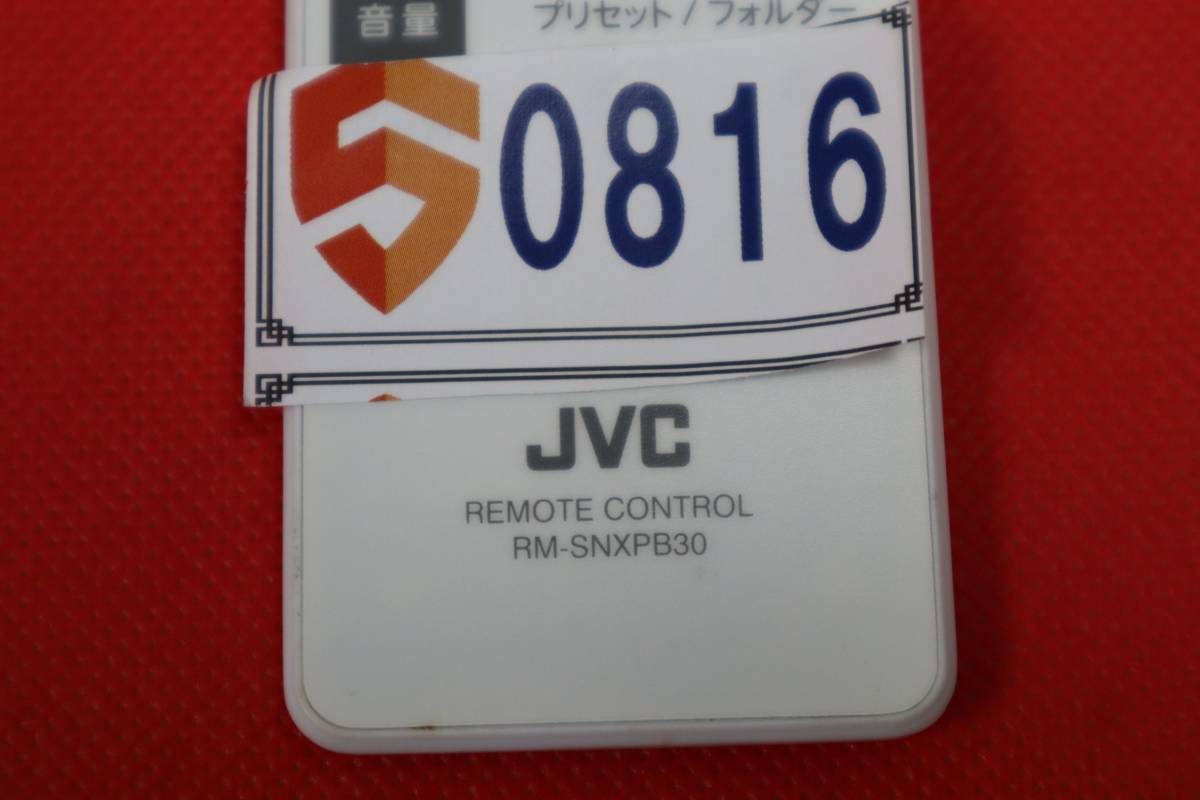 音量
プリセット / フォルダー
0816
JVC
REMOTE CONTROL
RM-SNXPB30